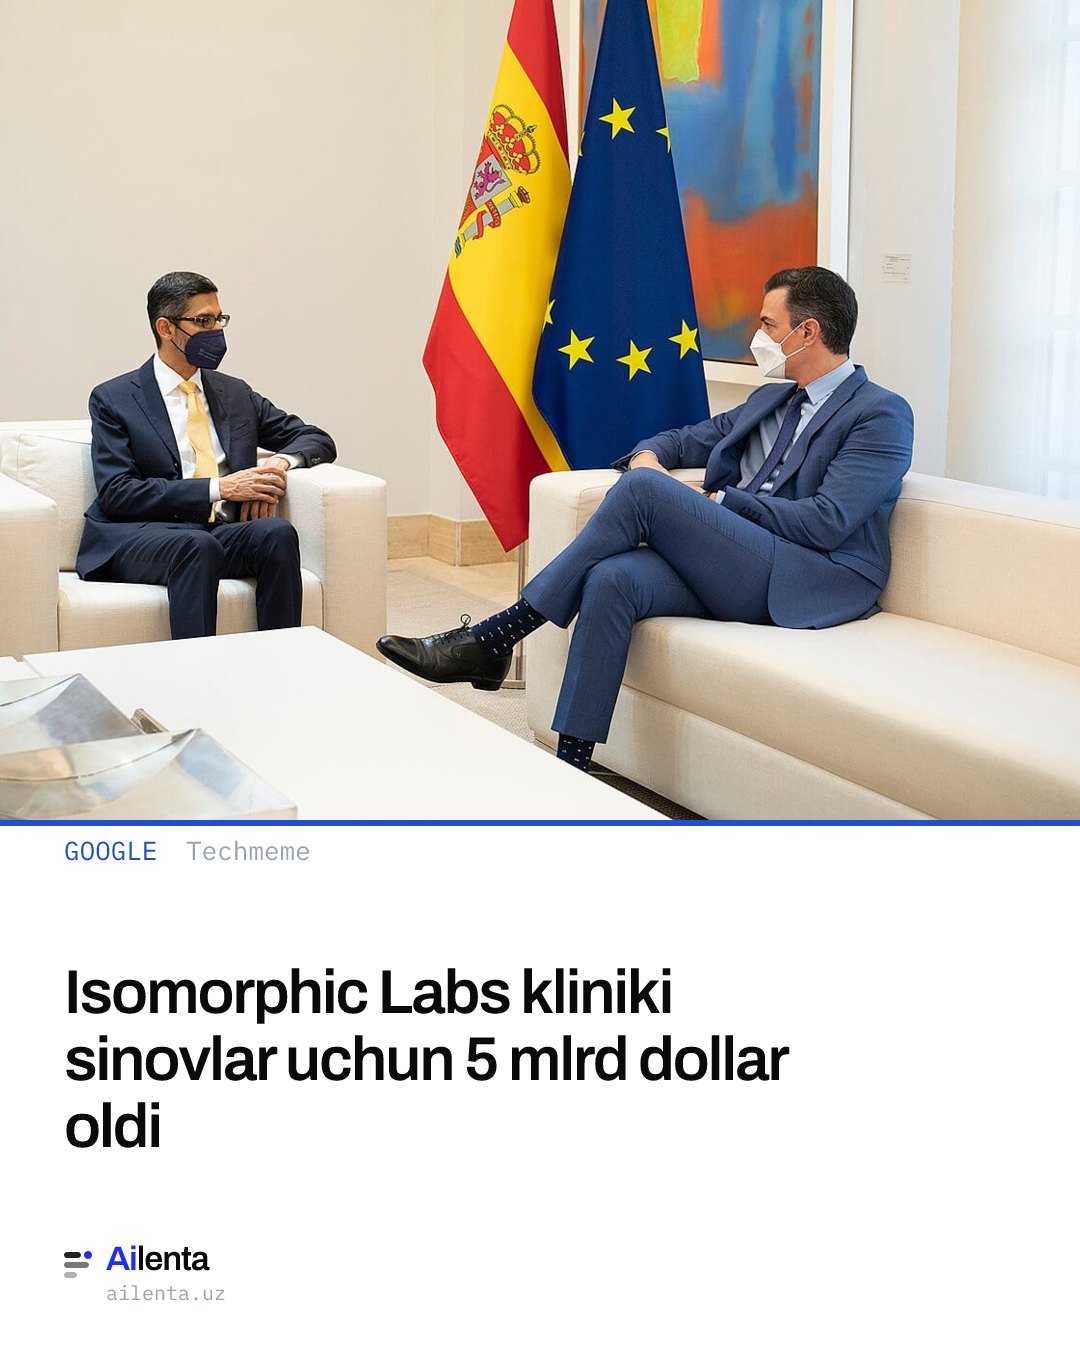 GOOGLE Techmeme
Isomorphic Labs kliniki
sinovlar uchun 5 mlrd dollar
oldi
Ailenta
ailenta.uz